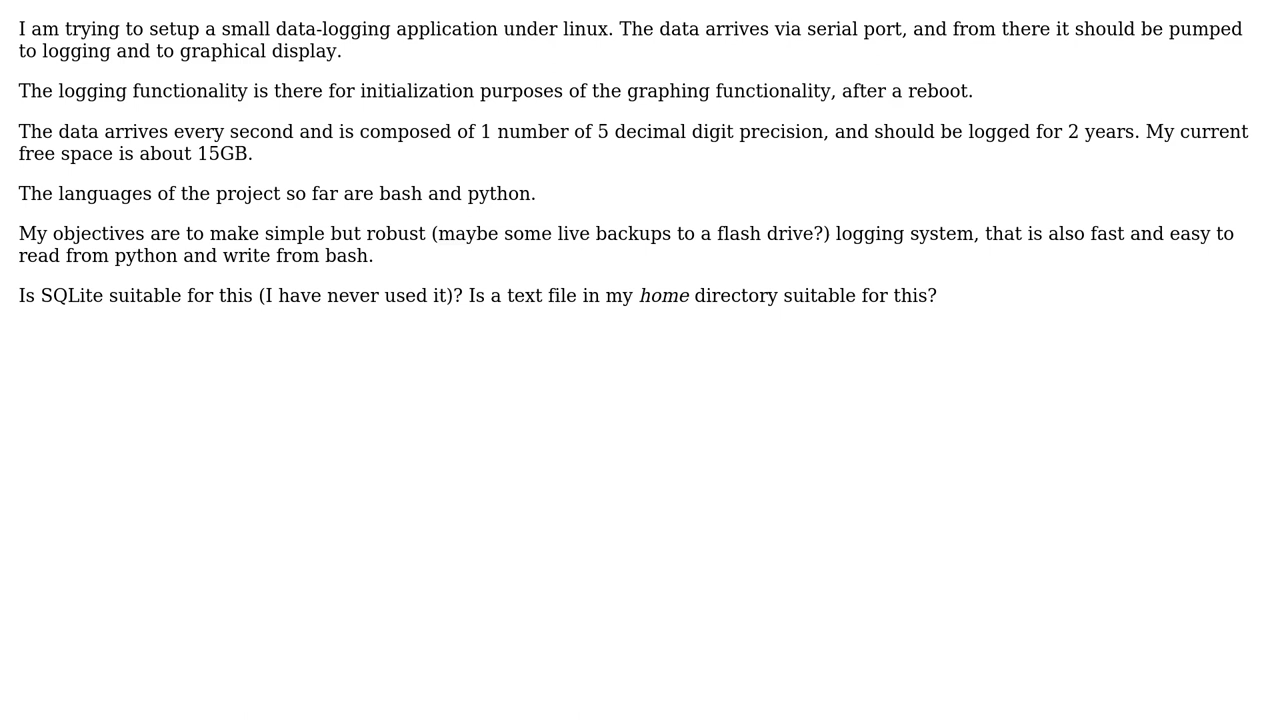 I am trying to setup a small data-logging application under linux. The data arrives via serial port, and from there it should be pumped
to logging and to graphical display.
The logging functionality is there for initialization purposes of the graphing functionality, after a reboot.
The data arrives every second and is composed of 1 number of 5 decimal digit precision, and should be logged for 2 years. My current
free space is about 15GB.
The languages of the project so far are bash and python.
My objectives are to make simple but robust (maybe some live backups to a flash drive?) logging system, that is also fast and easy to
read from python and write from bash.
Is SQLite suitable for this (I have never used it)? Is a text file in my home directory suitable for this?